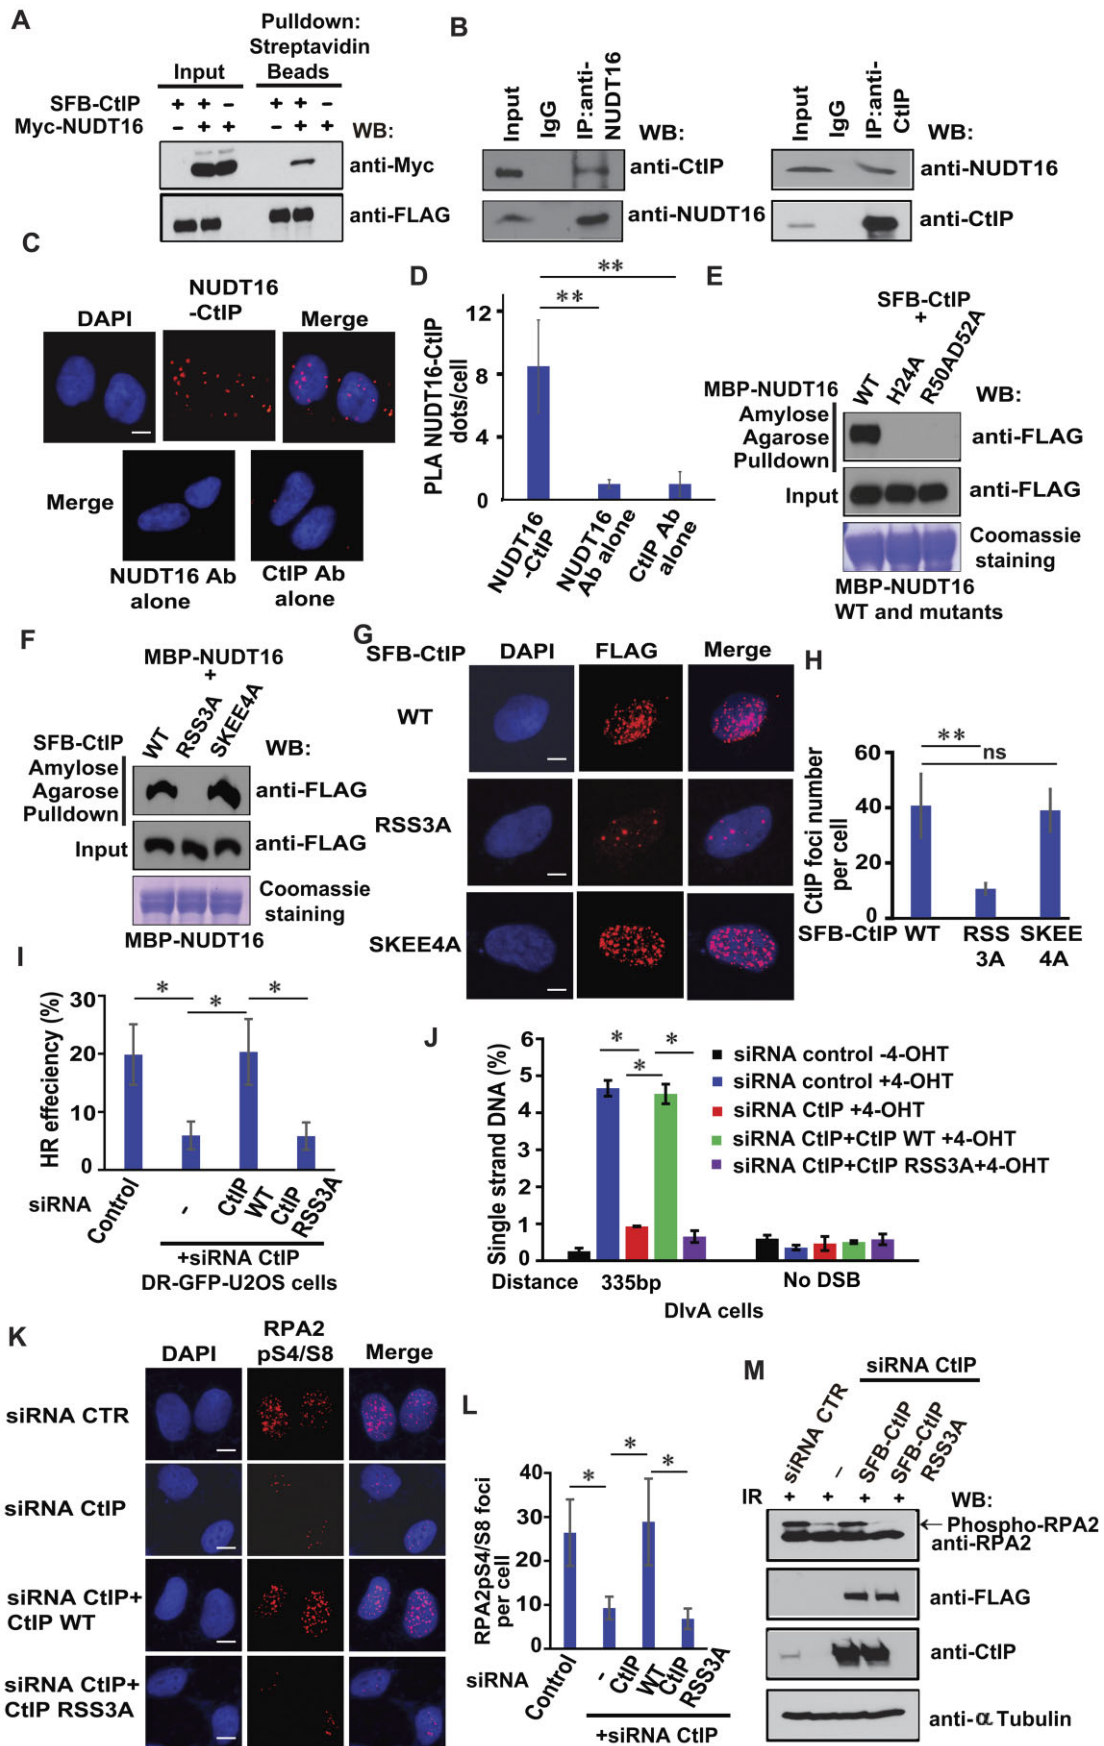 A
Pulldown:
Streptavidin
Input Beads
SFB-CtIP + + - + + -
Myc-NUDT16 - + + - + + WB:
anti-Myc
anti-FLAG
B
Input
IgG
IP:anti-
NUDT16
WB:
anti-CtIP
anti-NUDT16
Input
IgG
IP:anti-
CtIP
WB:
anti-NUDT16
anti-CtIP
C
NUDT16
-CtIP
DAPI Merge
Merge
NUDT16 Ab
alone
CtIP Ab
alone
D
PLA NUDT16-CtIP
dots/cell
12
8
4
0
**
**
NUDT16
-CtIP
NUDT16
Ab alone
CtIP Ab
alone
E
SFB-CtIP
+
MBP-NUDT16 WT H24A R50AD52A WB:
Amylose
Agarose
Pulldown
anti-FLAG
Input anti-FLAG
Coomassie
staining
MBP-NUDT16
WT and mutants
F
MBP-NUDT16
+
SFB-CtIP WT RSS3A SKEE4A WB:
Amylose
Agarose
Pulldown
anti-FLAG
Input anti-FLAG
Coomassie
staining
MBP-NUDT16
G
SFB-CtIP DAPI FLAG Merge
WT
RSS3A
SKEE4A
H
CtIP foci number
per cell
60
40
20
0
**
ns
SFB-CtIP WT RSS SKEE
3A 4A
I
HR effeciency (%)
30
20
10
0
* * *
siRNA
Control
-
CtIP
WT
CtIP
RSS3A
+siRNA CtIP
DR-GFP-U2OS cells
J
Single strand DNA (%)
6
5
4
3
2
1
0
* *
*
siRNA control -4-OHT
siRNA control +4-OHT
siRNA CtIP +4-OHT
siRNA CtIP+CtIP WT +4-OHT
siRNA CtIP+CtIP RSS3A+4-OHT
Distance 335bp No DSB
DIvA cells
K
RPA2
DAPI pS4/S8 Merge
siRNA CTR
siRNA CtIP
siRNA CtIP+
CtIP WT
siRNA CtIP+
CtIP RSS3A
L
RPA2pS4/S8 foci
per cell
40
30
20
10
0
* * *
siRNA
Control
-
CtIP
WT
CtIP
RSS3A
+siRNA CtIP
M
siRNA CtIP
siRNA CTR
-
SFB-CtIP
SFB-CtIP
RSS3A
IR + + + + WB:
←Phospho-RPA2
anti-RPA2
anti-FLAG
anti-CtIP
anti-α Tubulin